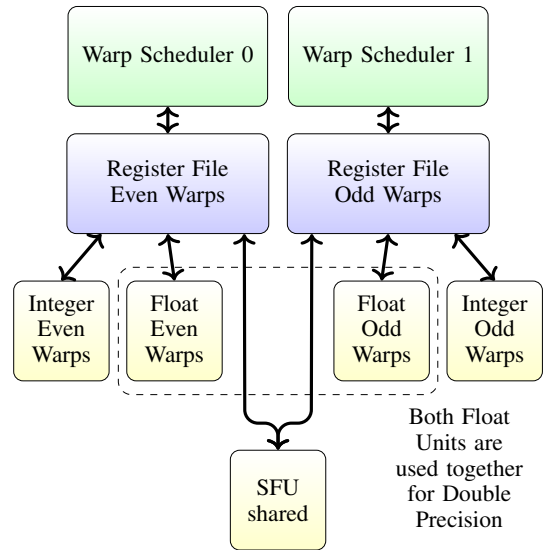 Warp Scheduler 0
Warp Scheduler 1
Register File
Even Warps
Register File
Odd Warps
Integer
Even
Warps
Float
Even
Warps
Float
Odd
Warps
Integer
Odd
Warps
SFU
shared
Both Float
Units are
used together
for Double
Precision